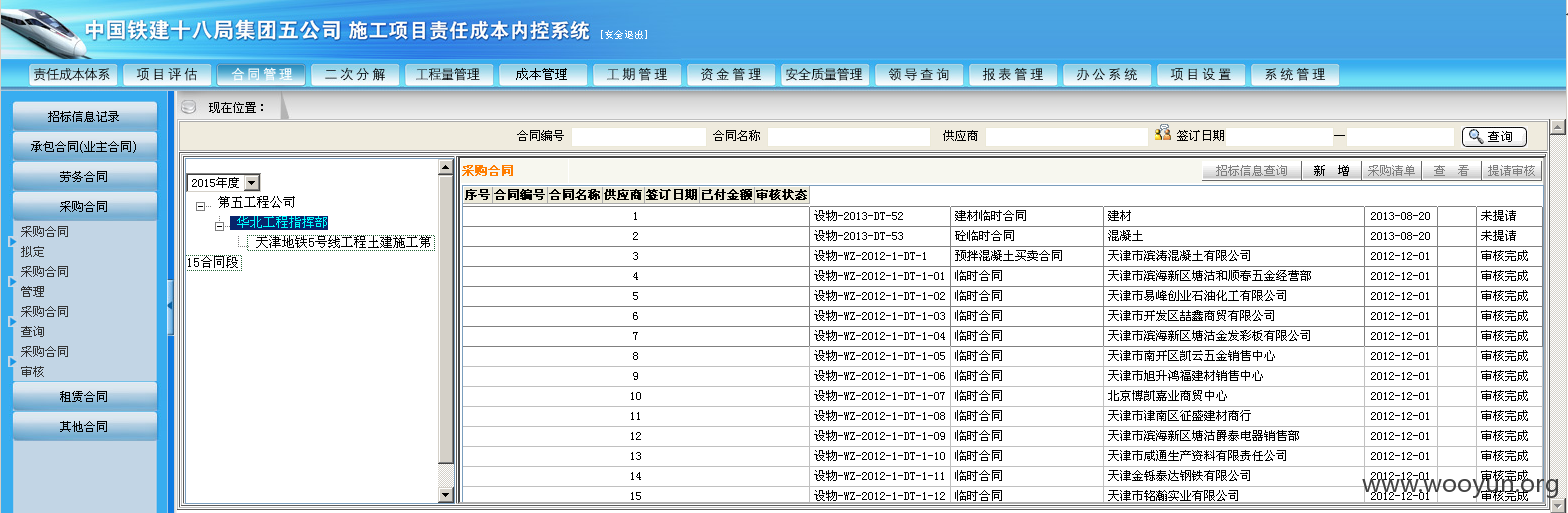 中国铁建十八局集团五公司 施工项目责任成本内控系统 [安全退出]
责任成本体系 项目评估 合同管理 二次分解 工程量管理 成本管理 工期管理 资金管理 安全质量管理 领导查询 报表管理 办公系统 项目设置 系统管理
招标信息记录
承包合同(业主合同)
劳务合同
采购合同
采购合同
拟定
采购合同
管理
采购合同
查询
采购合同
审核
租赁合同
其他合同
现在位置：
合同编号 合同名称 供应商 签订日期 — 查询
2015年度
第五工程公司
华北工程指挥部
天津地铁5号线工程土建施工第
15合同段
采购合同 招标信息查询 新 增 采购清单 查 看 提请审核
序号 合同编号 合同名称 供应商 签订日期 已付金额 审核状态
1 设物-2013-DT-52 建材临时合同 建材 2013-08-20 未提请
2 设物-2013-DT-53 砼临时合同 混凝土 2013-08-20 未提请
3 设物-WZ-2012-1-DT-1 预拌混凝土买卖合同 天津市滨涛混凝土有限公司 2012-12-01 审核完成
4 设物-WZ-2012-1-DT-1-01 临时合同 天津市滨海新区塘沽和顺春五金经营部 2012-12-01 审核完成
5 设物-WZ-2012-1-DT-1-02 临时合同 天津市易峰创业石油化工有限公司 2012-12-01 审核完成
6 设物-WZ-2012-1-DT-1-03 临时合同 天津市开发区喆鑫商贸有限公司 2012-12-01 审核完成
7 设物-WZ-2012-1-DT-1-04 临时合同 天津市滨海新区塘沽金发彩板有限公司 2012-12-01 审核完成
8 设物-WZ-2012-1-DT-1-05 临时合同 天津市南开区凯云五金销售中心 2012-12-01 审核完成
9 设物-WZ-2012-1-DT-1-06 临时合同 天津市旭升鸿福建材销售中心 2012-12-01 审核完成
10 设物-WZ-2012-1-DT-1-07 临时合同 北京博凯嘉业商贸中心 2012-12-01 审核完成
11 设物-WZ-2012-1-DT-1-08 临时合同 天津市津南区征盛建材商行 2012-12-01 审核完成
12 设物-WZ-2012-1-DT-1-09 临时合同 天津市滨海新区塘沽爵泰电器销售部 2012-12-01 审核完成
13 设物-WZ-2012-1-DT-1-10 临时合同 天津市咸通生产资料有限责任公司 2012-12-01 审核完成
14 设物-WZ-2012-1-DT-1-11 临时合同 天津金铄泰达钢铁有限公司 2012-12-01 审核完成
15 设物-WZ-2012-1-DT-1-12 临时合同 天津市铭瀚实业有限公司 2012-12-01 审核完成
www.wooyun.org